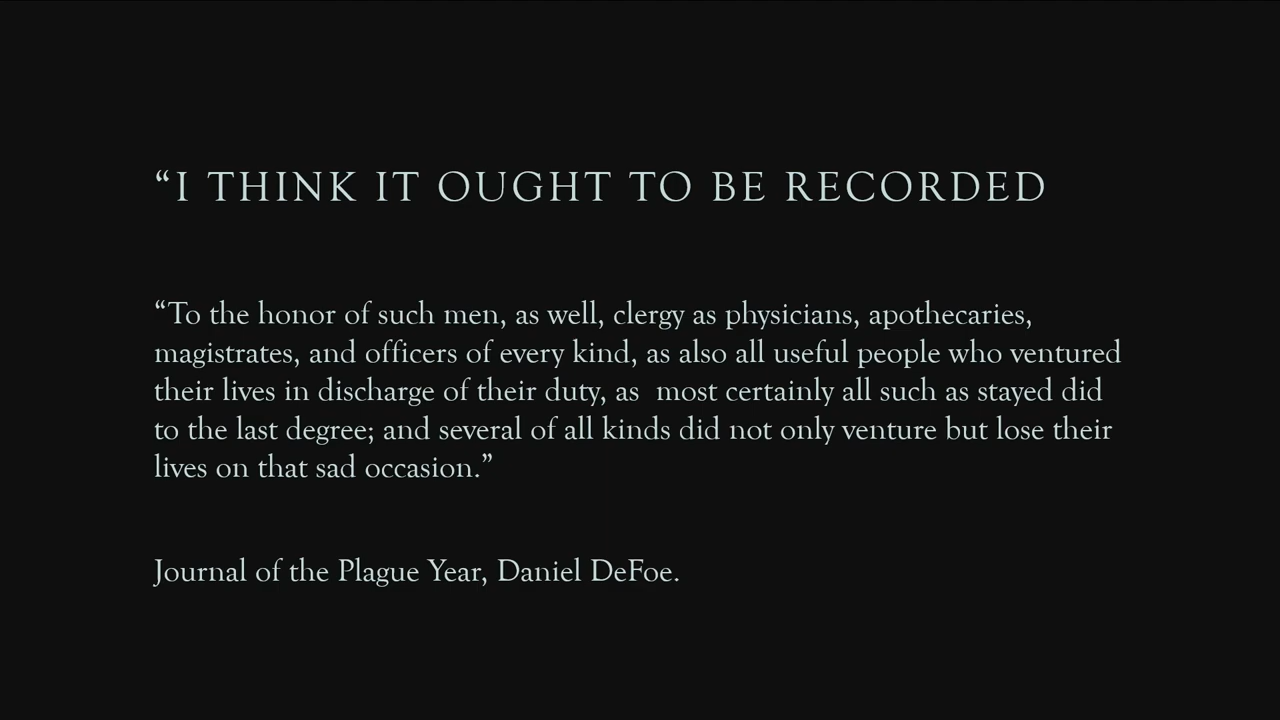 “I THINK IT OUGHT TO BE RECORDED
“To the honor of such men, as well, clergy as physicians, apothecaries,
magistrates, and officers of every kind, as also all useful people who ventured
their lives in discharge of their duty, as  most certainly all such as stayed did
to the last degree; and several of all kinds did not only venture but lose their
lives on that sad occasion.”
Journal of the Plague Year, Daniel DeFoe.